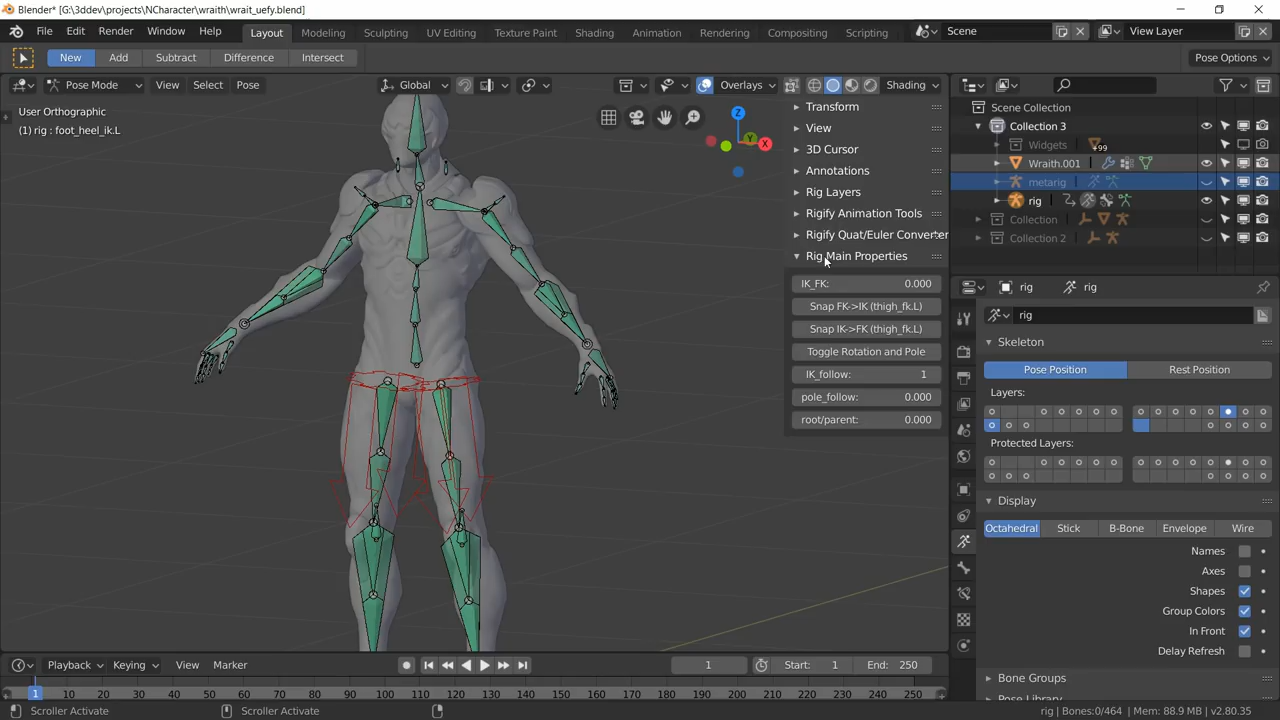 Blender* [G:\3ddev\projects\NCharacter\wraith\wrait_uefy.blend]
File Edit Render Window Help Layout Modeling Sculpting UV Editing Texture Paint Shading Animation Rendering Compositing Scripting Scene View Layer
New Add Subtract Difference Intersect Pose Options
Pose Mode View Select Pose Global Overlays Shading
User Orthographic
(1) rig : foot_heel_ik.L
Z
Y
X
Transform
View
3D Cursor
Annotations
Rig Layers
Rigify Animation Tools
Rigify Quat/Euler Converter
Rig Main Properties
IK_FK: 0.000
Snap FK->IK (thigh_fk.L)
Snap IK->FK (thigh_fk.L)
Toggle Rotation and Pole
IK_follow: 1
pole_follow: 0.000
root/parent: 0.000
Scene Collection
Collection 3
Widgets +99
Wraith.001
metarig
rig
Collection
Collection 2
rig rig
rig
Skeleton
Pose Position Rest Position
Layers:
Protected Layers:
Display
Octahedral Stick B-Bone Envelope Wire
Names
Axes
Shapes
Group Colors
In Front
Delay Refresh
Bone Groups
Pose Library
Playback Keying View Marker 1 Start: 1 End: 250
1 10 20 30 40 50 60 70 80 90 100 110 120 130 140 150 160 170 180 190 200 210 220 230 240 250
Scroller Activate Scroller Activate rig | Bones:0/464 | Mem: 88.9 MB | v2.80.35